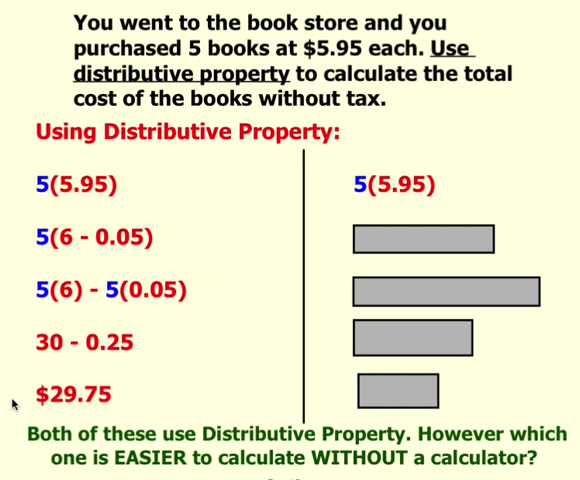 You went to the book store and you
purchased 5 books at $5.95 each. Use
distributive property to calculate the total
cost of the books without tax.
Using Distributive Property:
5(5.95)
5(6 - 0.05)
5(6) - 5(0.05)
30 - 0.25
$29.75
5(5.95)
Both of these use Distributive Property. However which
one is EASIER to calculate WITHOUT a calculator?